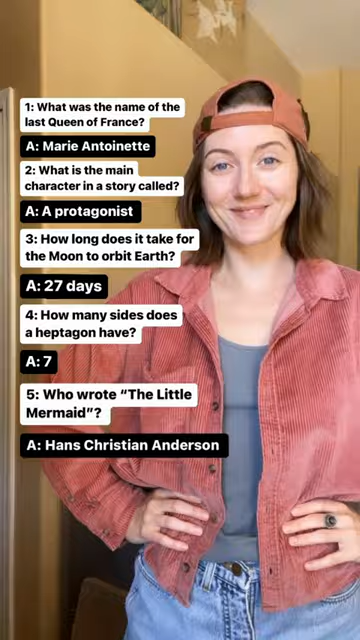 1: What was the name of the
last Queen of France?
A: Marie Antoinette
2: What is the main
character in a story called?
A: A protagonist
3: How long does it take for
the Moon to orbit Earth?
A: 27 days
4: How many sides does
a heptagon have?
A: 7
5: Who wrote “The Little
Mermaid”?
A: Hans Christian Anderson